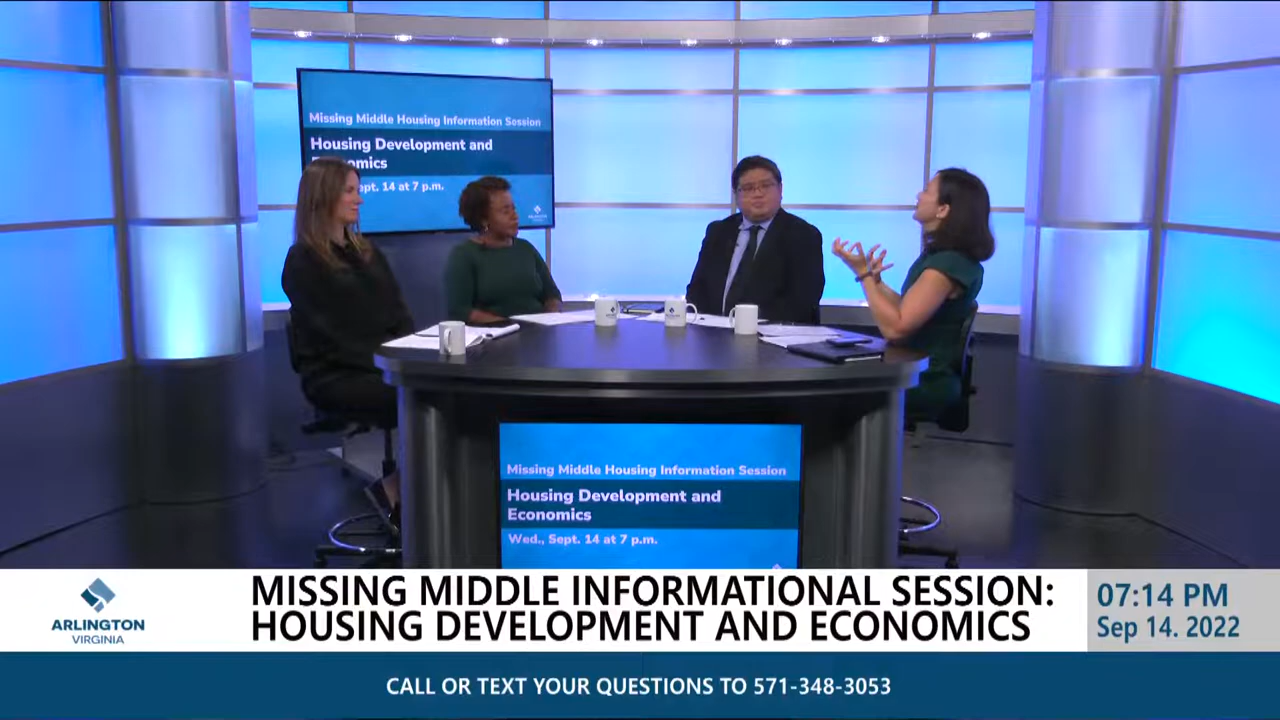 Missing Middle Housing Information Session
Housing Development and
Economics
Sept. 14 at 7 p.m.
ARLINGTON
Missing Middle Housing Information Session
Housing Development and
Economics
Wed., Sept. 14 at 7 p.m.
ARLINGTON
VIRGINIA
MISSING MIDDLE INFORMATIONAL SESSION:
HOUSING DEVELOPMENT AND ECONOMICS
07:14 PM
Sep 14. 2022
CALL OR TEXT YOUR QUESTIONS TO 571-348-3053